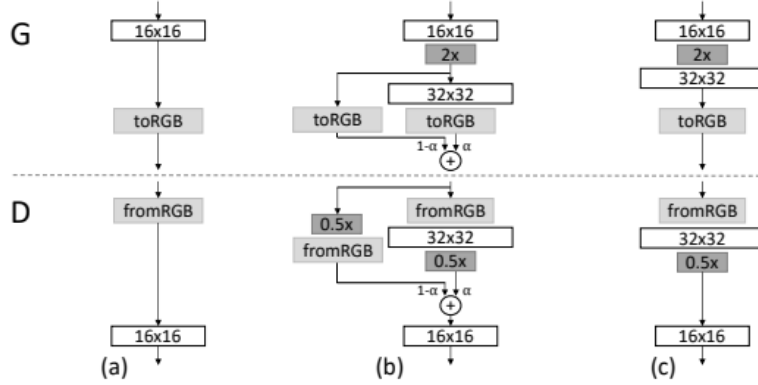 G
16x16
16x16
16x16
2x
2x
32x32
32x32
toRGB
toRGB
toRGB
toRGB
1-α
α
+
D
fromRGB
fromRGB
fromRGB
0.5x
32x32
32x32
fromRGB
0.5x
0.5x
1-α
α
+
16x16
16x16
16x16
(a)
(b)
(c)